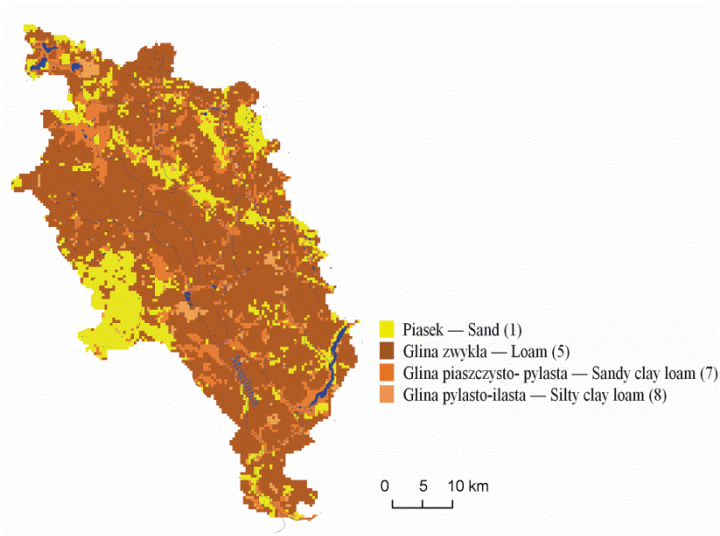 Piasek — Sand (1)
Glina zwykła — Loam (5)
Glina piaszczysto- pylasta — Sandy clay loam (7)
Glina pylasto-ilasta — Silty clay loam (8)
0 5 10 km